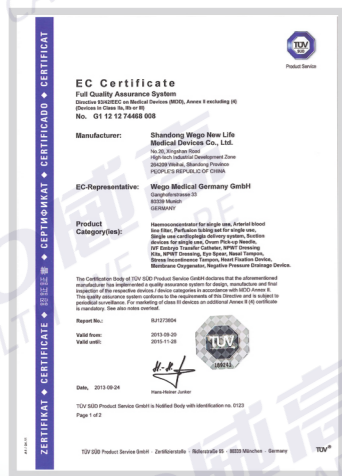 TÜV
Product Service
EC Certificate
Full Quality Assurance System
Directive 93/42/EEC on Medical Devices (MDD), Annex II excluding (4)
(Devices in Class IIa, IIb or III)
No. G1 12 12 74468 008
Manufacturer:
Shandong Wego New Life
Medical Devices Co., Ltd.
No.20, Xingshan Road
High-tech Industrial Development Zone
264209 Weihai, Shandong Province
PEOPLE'S REPUBLIC OF CHINA
EC-Representative:
Wego Medical Germany GmbH
80339 Munich
GERMANY
Product
Category(ies):
Haemoconcentrator for single use, Arterial blood
line filter, Perfusion tubing set for single use,
Single use cardioplegia delivery system, Suction
devices for single use, Ovum Pick-up Needle,
IVF Embryo Transfer Catheter, NPWT Dressing
Kits, NPWT Dressing, Eye Spear, Nasal Tampon,
Stress Incontinence Tampon, Heart Fixation Device,
Membrane Oxygenator, Negative Pressure Drainage Device.
The Certification Body of TÜV SÜD Product Service GmbH declares that the aforementioned
manufacturer has implemented a quality assurance system for design, manufacture and final
inspection of the respective devices / device categories in accordance with MDD Annex II.
This quality assurance system conforms to the requirements of this Directive and is subject to
periodical surveillance. For marketing of class III devices an additional Annex II (4) certificate
is mandatory. See also notes overleaf.
Report No.:
RJ1273804
Valid from:
2013-09-20
Valid until:
2015-11-28
TÜV
Date, 2013-09-24
Hans-Heiner Junker
TÜV SÜD Product Service GmbH is Notified Body with identification no. 0123
Page 1 of 2
TÜV SÜD Product Service GmbH · Zertifizierstelle · Ridlerstraße 65 · 80339 München · Germany
TÜV®
ZERTIFIKAT ◆ CERTIFICATE ◆ 認證證書 ◆ СЕРТИФИКАТ ◆ CERTIFICADO ◆ CERTIFICAT